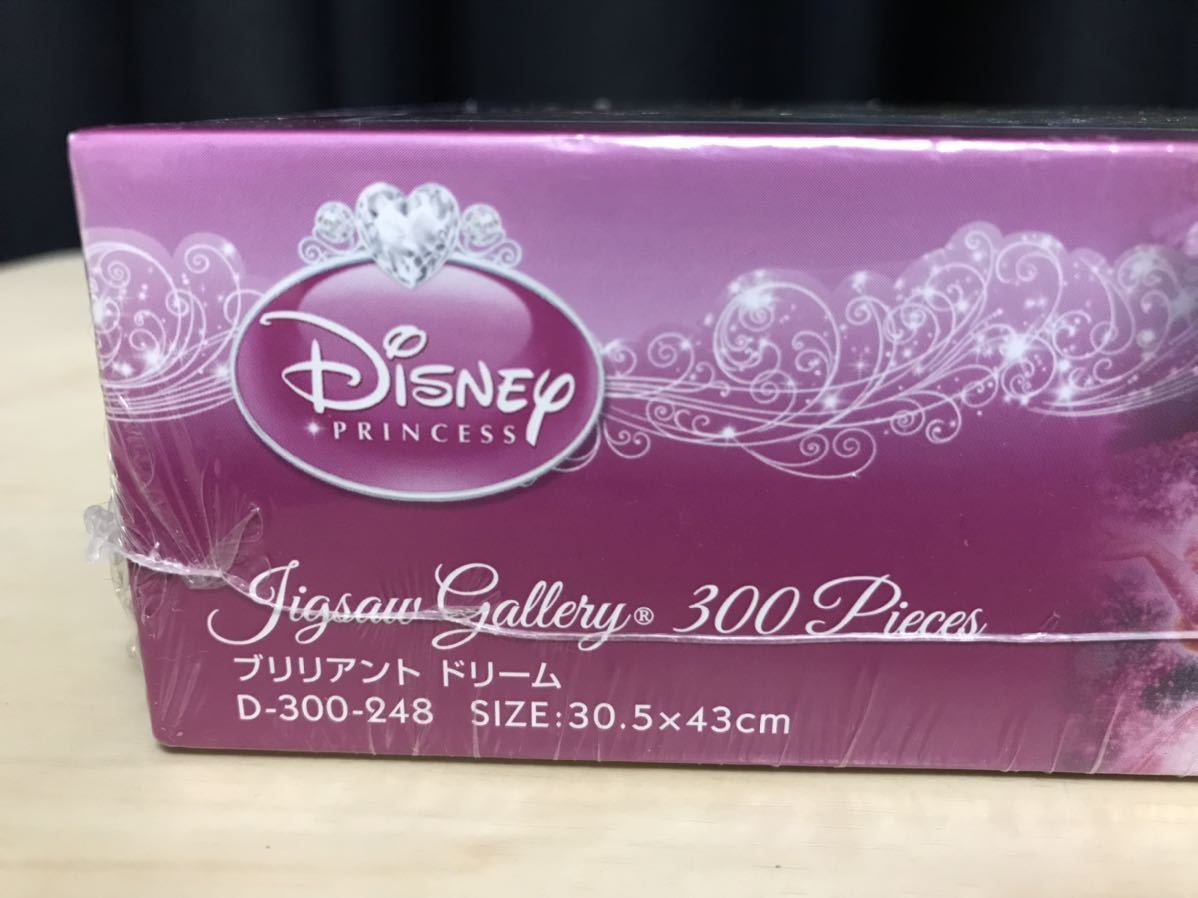 Disney
PRINCESS
Jigsaw Gallery® 300 Pieces
ブリリアント ドリーム
D-300-248 SIZE:30.5×43cm